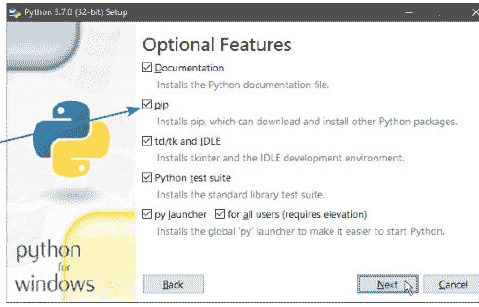 Python 3.7.0 (32-bit) Setup
Optional Features
Documentation
Installs the Python documentation file.
pip
Installs pip, which can download and install other Python packages.
td/tk and IDLE
Installs tkinter and the IDLE development environment.
Python test suite
Installs the standard library test suite.
py launcher for all users (requires elevation)
Installs the global 'py' launcher to make it easier to start Python.
python
for
windows
Back Next Cancel